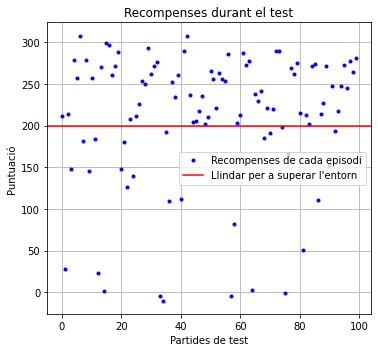 Recompenses durant el test
Puntuació
300
250
200
150
100
50
0
Recompenses de cada episodi
Llindar per a superar l'entorn
0
20
40
60
80
100
Partides de test